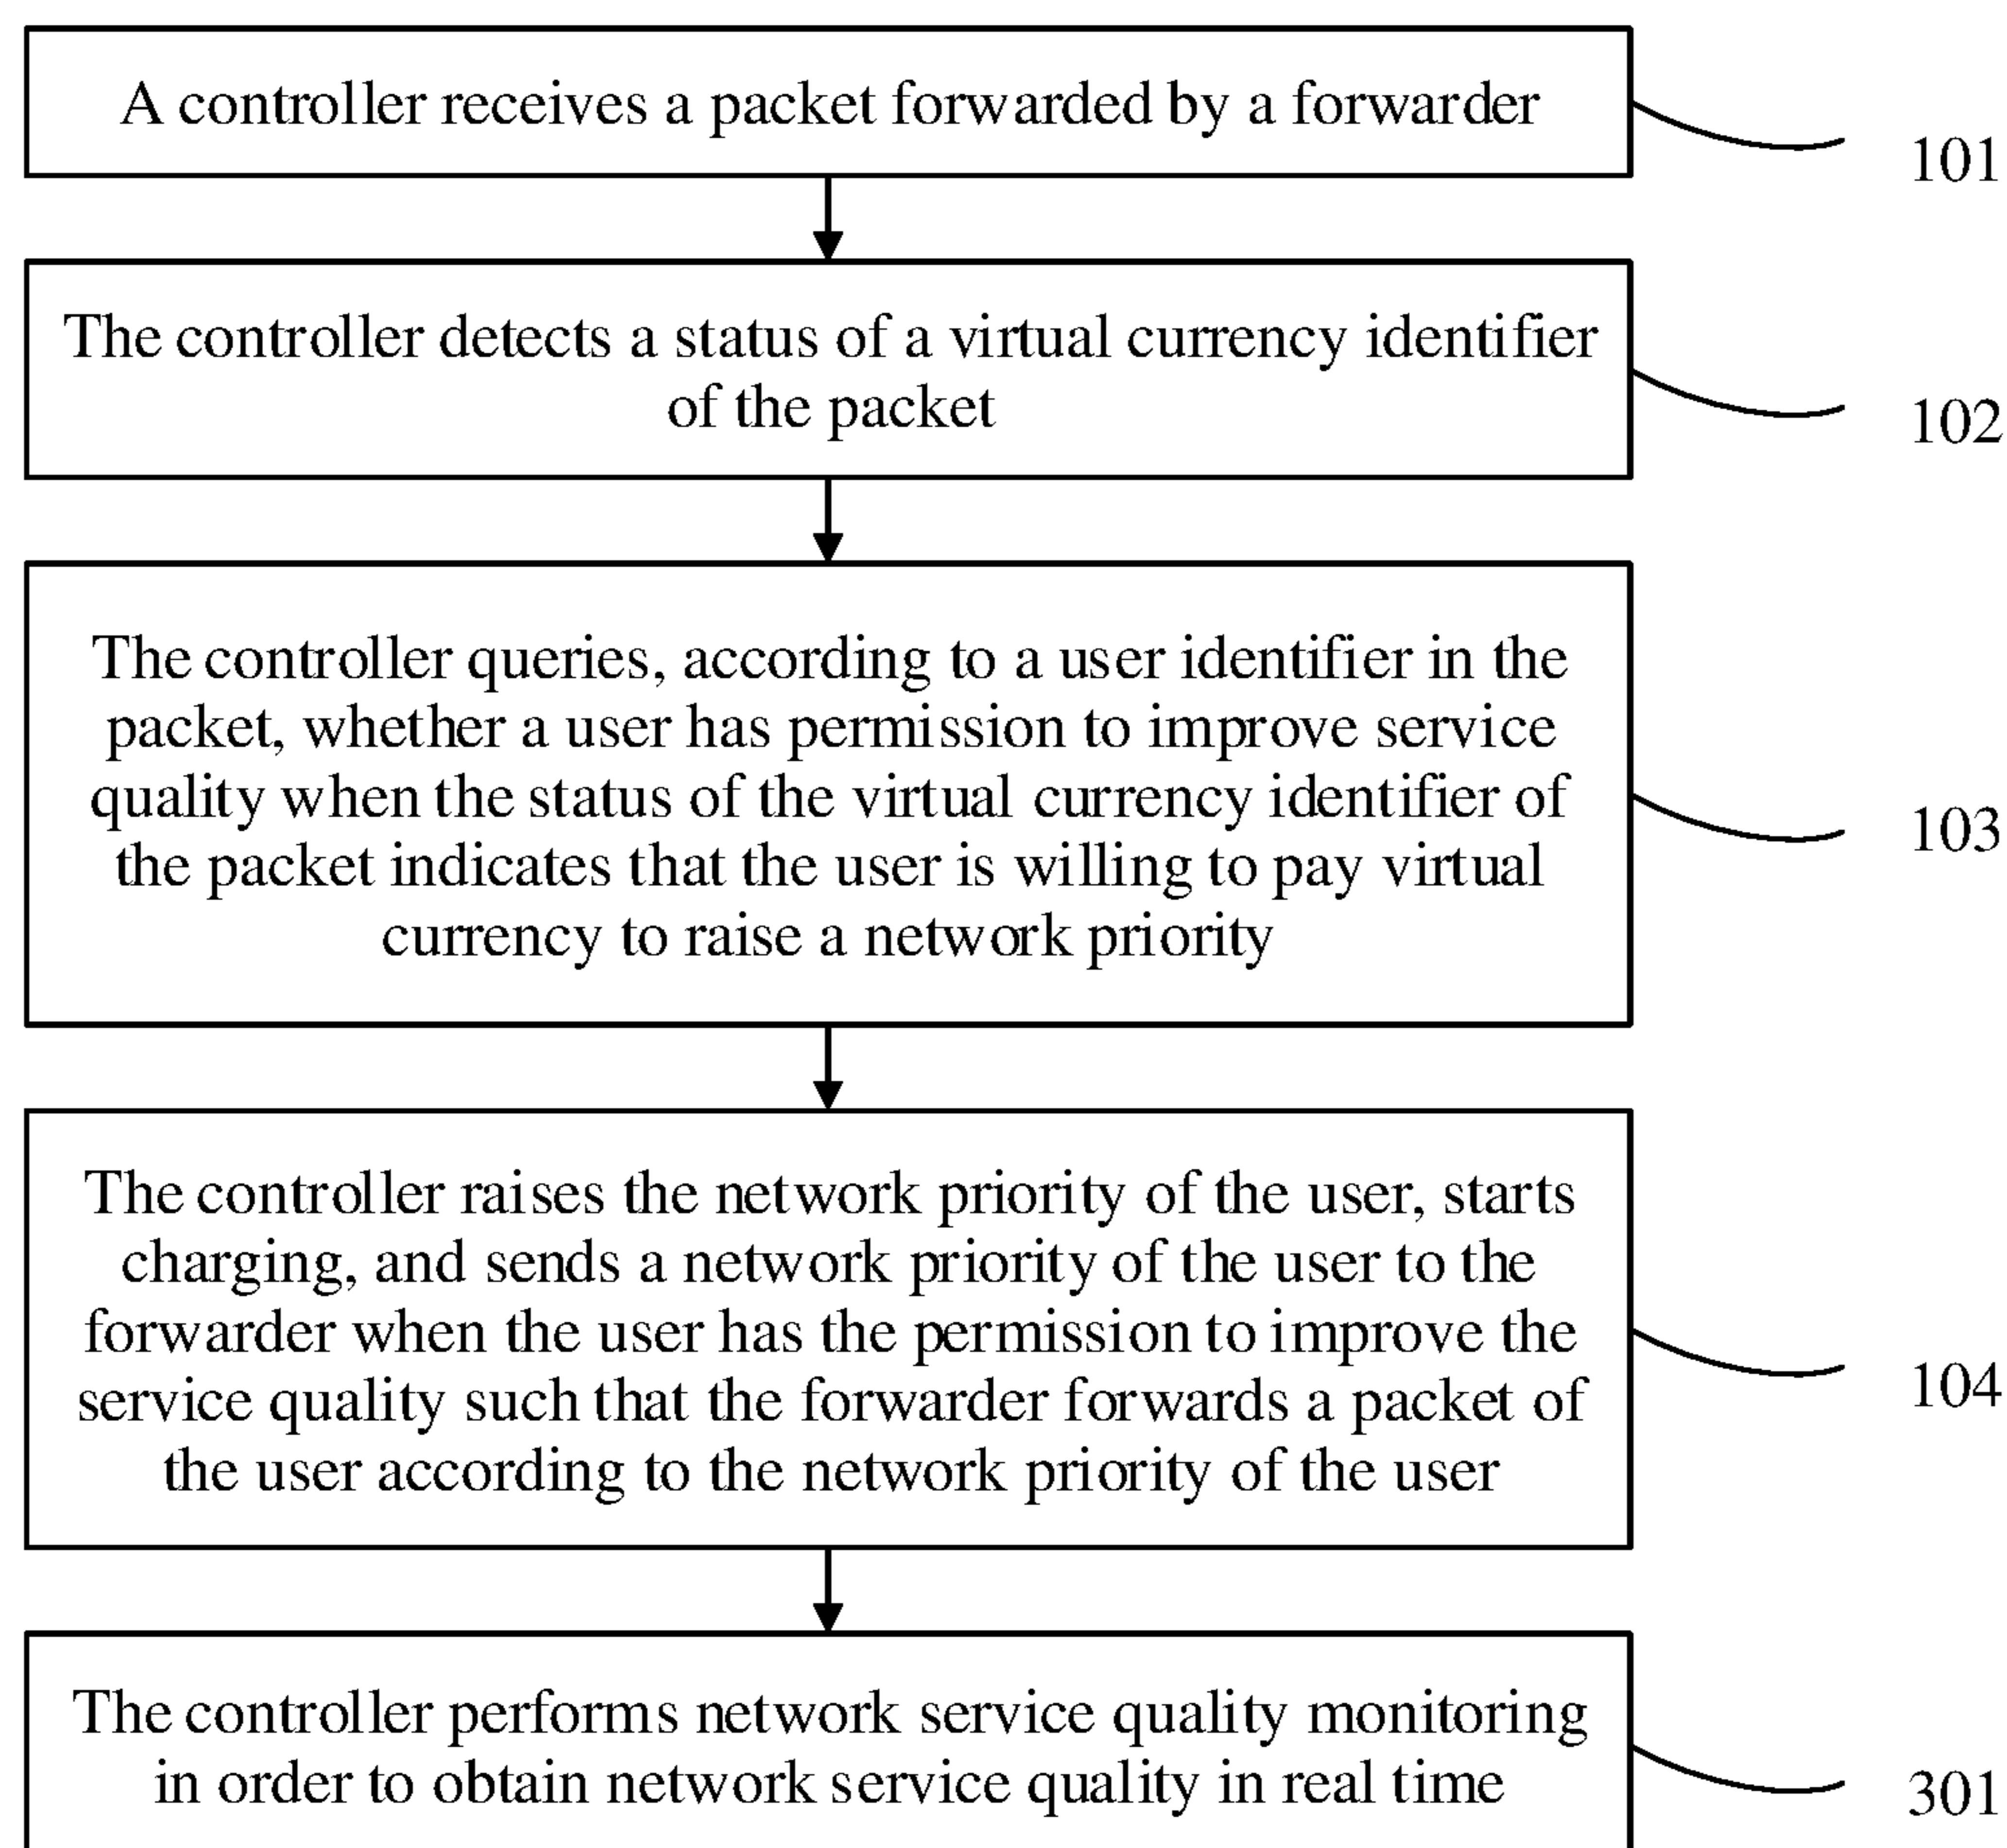 A controller receives a packet forwarded by a forwarder
101
The controller detects a status of a virtual currency identifier
of the packet
102
The controller queries, according to a user identifier in the
packet, whether a user has permission to improve service
quality when the status of the virtual currency identifier of
the packet indicates that the user is willing to pay virtual
currency to raise a network priority
103
The controller raises the network priority of the user, starts
charging, and sends a network priority of the user to the
forwarder when the user has the permission to improve the
service quality such that the forwarder forwards a packet of
the user according to the network priority of the user
104
The controller performs network service quality monitoring
in order to obtain network service quality in real time
301